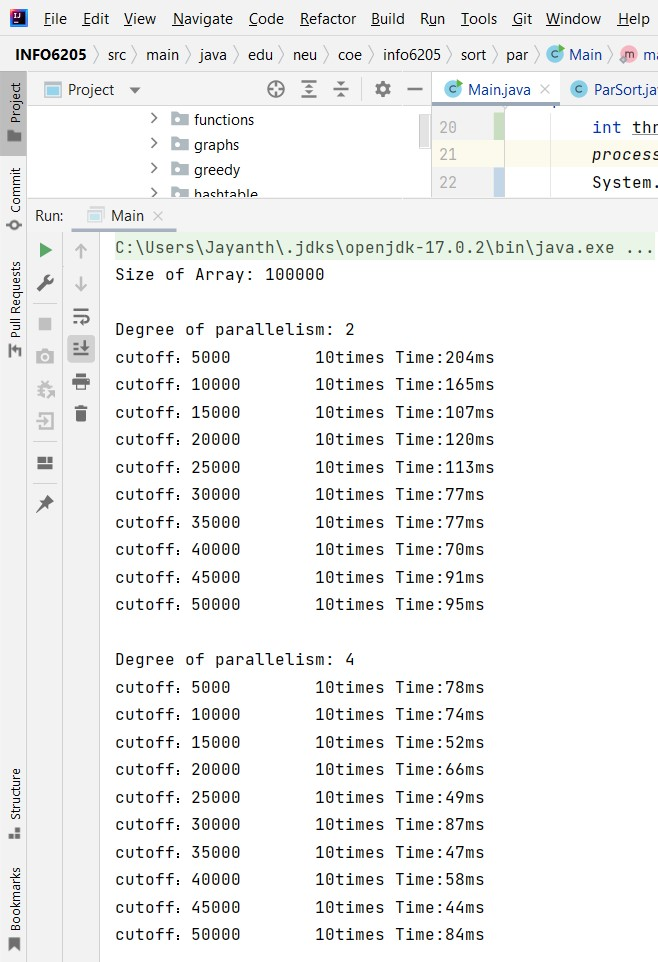 File Edit View Navigate Code Refactor Build Run Tools Git Window Help
INFO6205 src main java edu neu coe info6205 sort par Main m
Project
Project
Main.java
ParSort.ja
functions
graphs
greedy
hashtable
20 int thr
21 process
22 System.
Commit
Pull Requests
Structure
Bookmarks
Run: Main
C:\Users\Jayanth\.jdks\openjdk-17.0.2\bin\java.exe ...
Size of Array: 100000
Degree of parallelism: 2
cutoff：5000 10times Time:204ms
cutoff：10000 10times Time:165ms
cutoff：15000 10times Time:107ms
cutoff：20000 10times Time:120ms
cutoff：25000 10times Time:113ms
cutoff：30000 10times Time:77ms
cutoff：35000 10times Time:77ms
cutoff：40000 10times Time:70ms
cutoff：45000 10times Time:91ms
cutoff：50000 10times Time:95ms
Degree of parallelism: 4
cutoff：5000 10times Time:78ms
cutoff：10000 10times Time:74ms
cutoff：15000 10times Time:52ms
cutoff：20000 10times Time:66ms
cutoff：25000 10times Time:49ms
cutoff：30000 10times Time:87ms
cutoff：35000 10times Time:47ms
cutoff：40000 10times Time:58ms
cutoff：45000 10times Time:44ms
cutoff：50000 10times Time:84ms